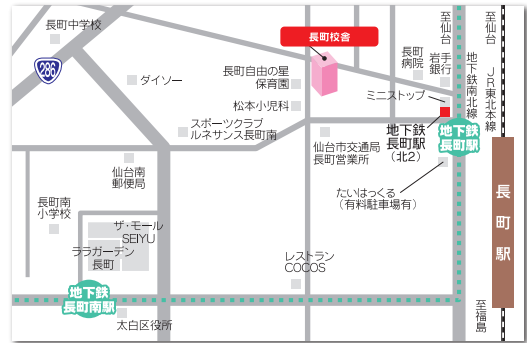 長町中学校
286
ダイソー
長町自由の星
保育園
松本小児科
スポーツクラブ
ルネサンス長町南
長町校舎
長町
病院
岩手
銀行
至仙台
至仙台
地下鉄南北線
JR東北本線
ミニストップ
地下鉄
長町駅
(北2)
地下鉄
長町駅
仙台市交通局
長町営業所
たいはっくる
(有料駐車場有)
長町駅
仙台南
郵便局
長町南
小学校
ザ・モール
SEIYU
ララガーデン
長町
地下鉄
長町南駅
太白区役所
レストラン
COCOS
至福島